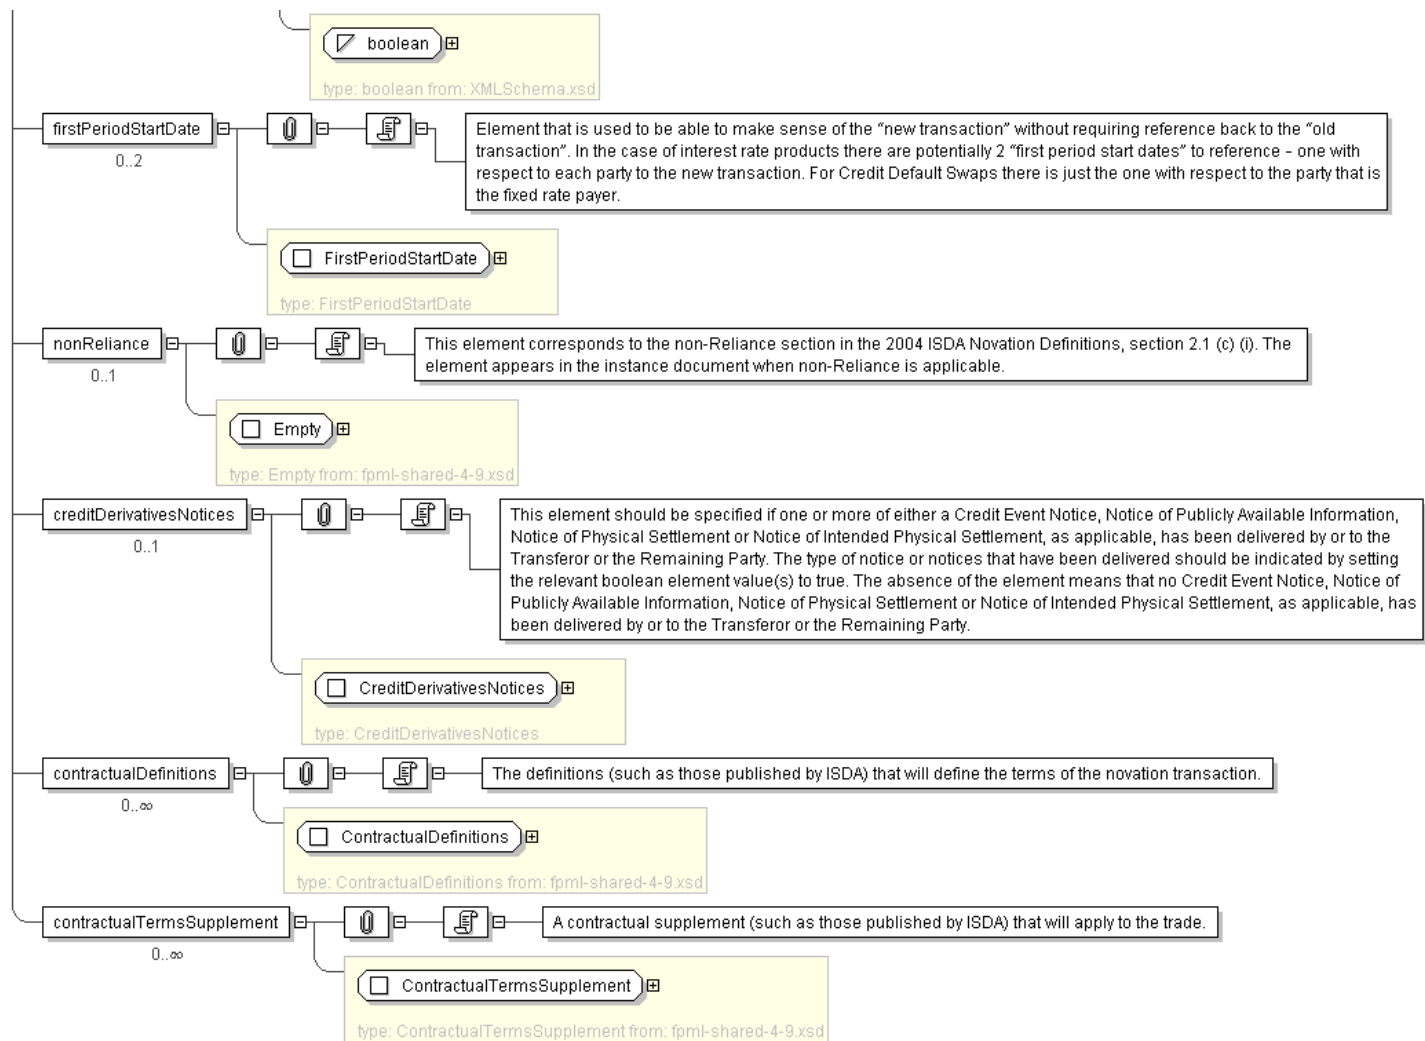 boolean
type: boolean from: XMLSchema.xsd
firstPeriodStartDate
0..2
Element that is used to be able to make sense of the “new transaction” without requiring reference back to the “old
transaction”. In the case of interest rate products there are potentially 2 “first period start dates” to reference – one with
respect to each party to the new transaction. For Credit Default Swaps there is just the one with respect to the party that is
the fixed rate payer.
FirstPeriodStartDate
type: FirstPeriodStartDate
nonReliance
0..1
This element corresponds to the non-Reliance section in the 2004 ISDA Novation Definitions, section 2.1 (c) (i). The
element appears in the instance document when non-Reliance is applicable.
Empty
type: Empty from: fpml-shared-4-9.xsd
creditDerivativesNotices
0..1
This element should be specified if one or more of either a Credit Event Notice, Notice of Publicly Available Information,
Notice of Physical Settlement or Notice of Intended Physical Settlement, as applicable, has been delivered by or to the
Transferor or the Remaining Party. The type of notice or notices that have been delivered should be indicated by setting
the relevant boolean element value(s) to true. The absence of the element means that no Credit Event Notice, Notice of
Publicly Available Information, Notice of Physical Settlement or Notice of Intended Physical Settlement, as applicable, has
been delivered by or to the Transferor or the Remaining Party.
CreditDerivativesNotices
type: CreditDerivativesNotices
contractualDefinitions
0..∞
The definitions (such as those published by ISDA) that will define the terms of the novation transaction.
ContractualDefinitions
type: ContractualDefinitions from: fpml-shared-4-9.xsd
contractualTermsSupplement
0..∞
A contractual supplement (such as those published by ISDA) that will apply to the trade.
ContractualTermsSupplement
type: ContractualTermsSupplement from: fpml-shared-4-9.xsd